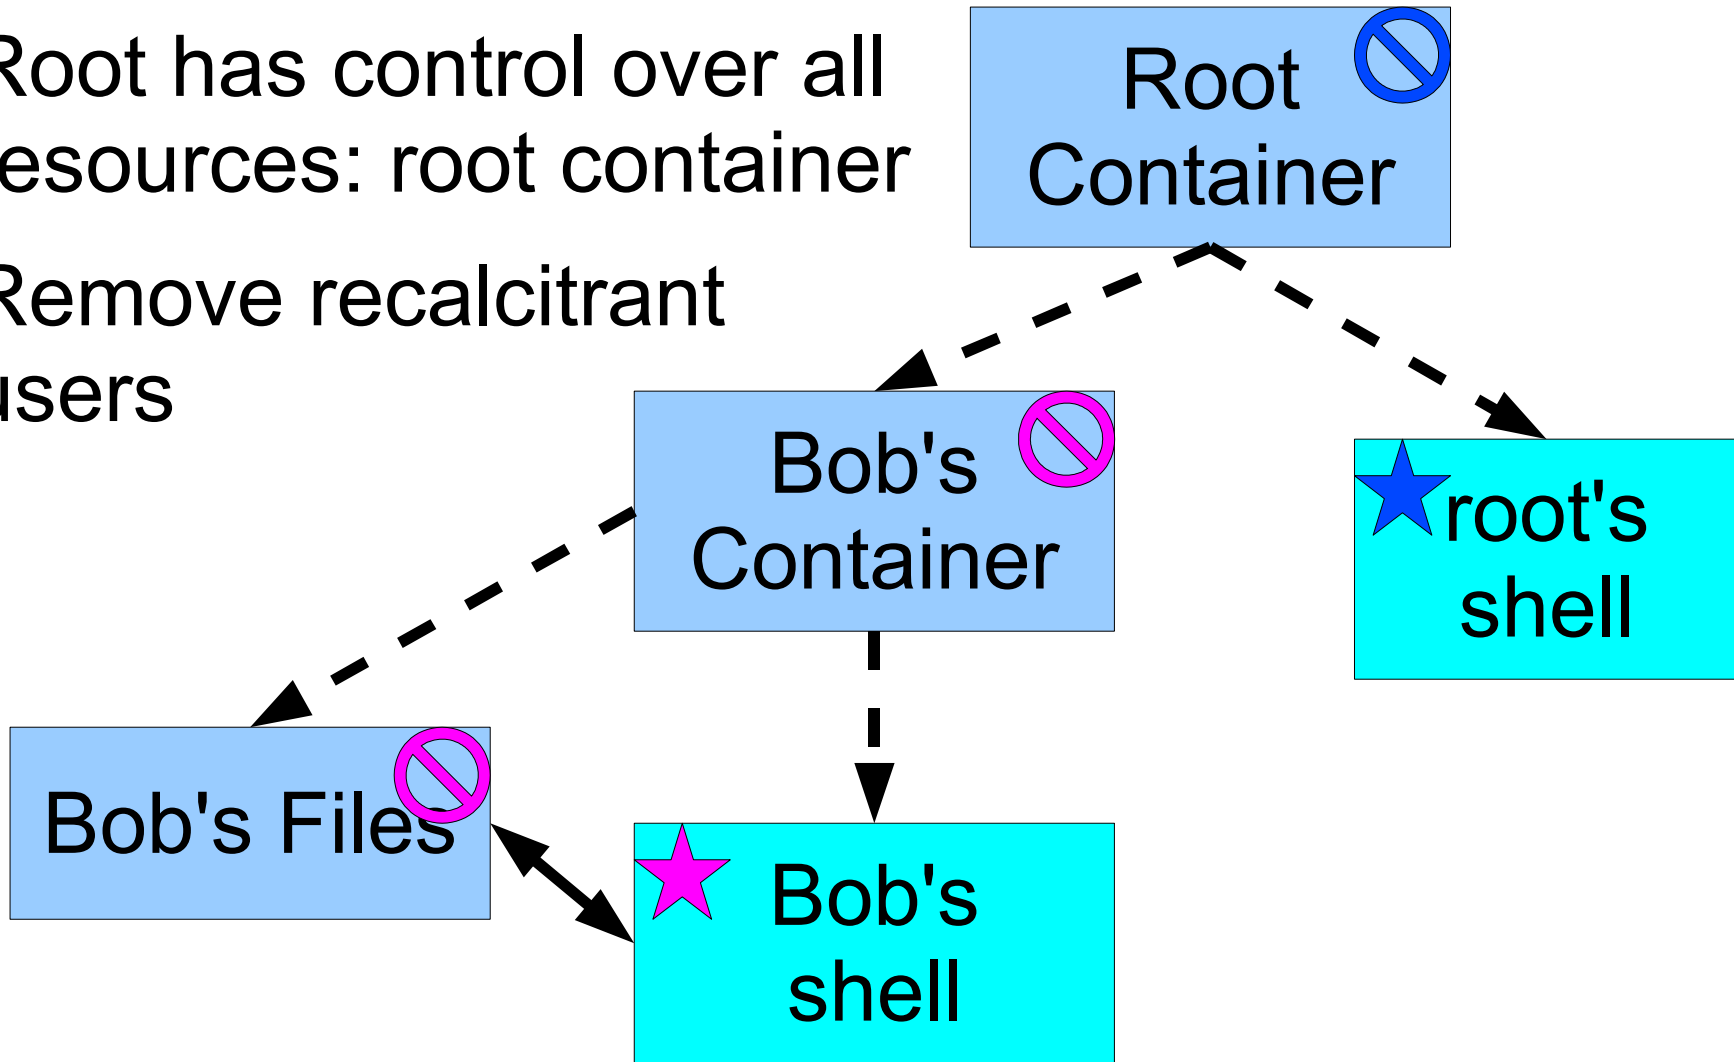 Root has control over all
resources: root container
Remove recalcitrant
users
Root
Container
Bob's
Container
root's
shell
Bob's Files
Bob's
shell